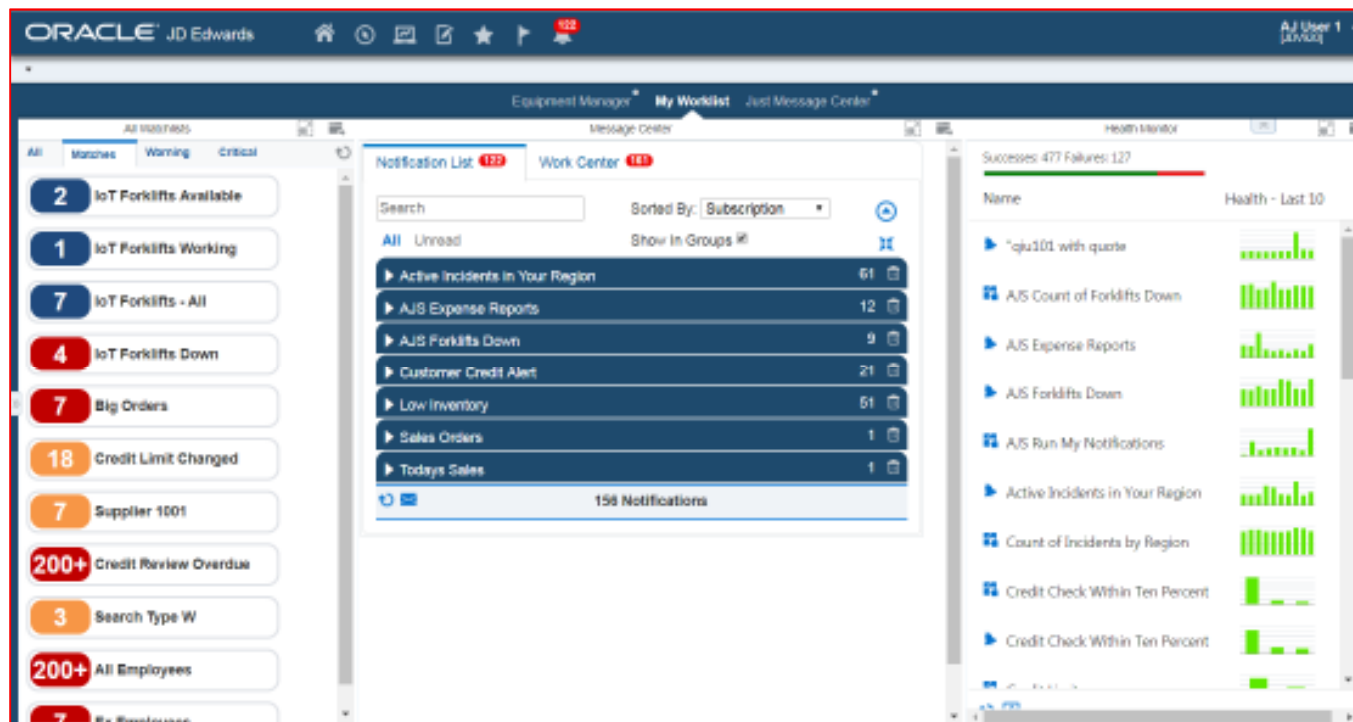 ORACLE JD Edwards
122
AJ User 1
Equipment Manager * My Worklist Just Message Center *
All Watchlists
Message Center
Health Monitor
All Matches Warning Critical
2 IoT Forklifts Available
1 IoT Forklifts Working
7 IoT Forklifts - All
4 IoT Forklifts Down
7 Big Orders
18 Credit Limit Changed
7 Supplier 1001
200+ Credit Review Overdue
3 Search Type W
200+ All Employees
7
Notification List 122 Work Center
Search
Sorted By: Subscription
All Unread
Show In Groups
Active Incidents in Your Region 61
AJS Expense Reports 12
AJS Forklifts Down 9
Customer Credit Alert 21
Low Inventory 51
Sales Orders 1
Todays Sales 1
156 Notifications
Successes: 477 Failures: 127
Name Health - Last 10
"qiu101 with quote
AJS Count of Forklifts Down
AJS Expense Reports
AJS Forklifts Down
AJS Run My Notifications
Active Incidents in Your Region
Count of Incidents by Region
Credit Check Within Ten Percent
Credit Check Within Ten Percent